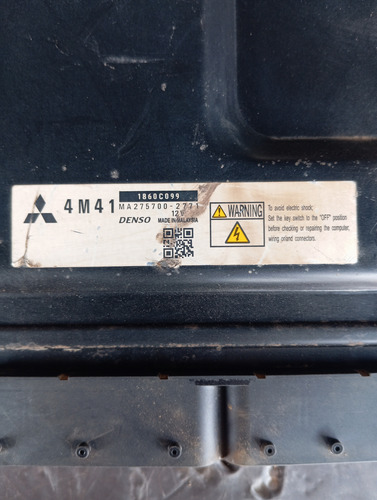 4M41
1860C099
MA275700-2771
12V
DENSO MADE IN MALAYSIA
WARNING
To avoid electric shock;
Set the key switch to the "OFF" position
before checking or repairing the computer,
wiring or/and connectors.